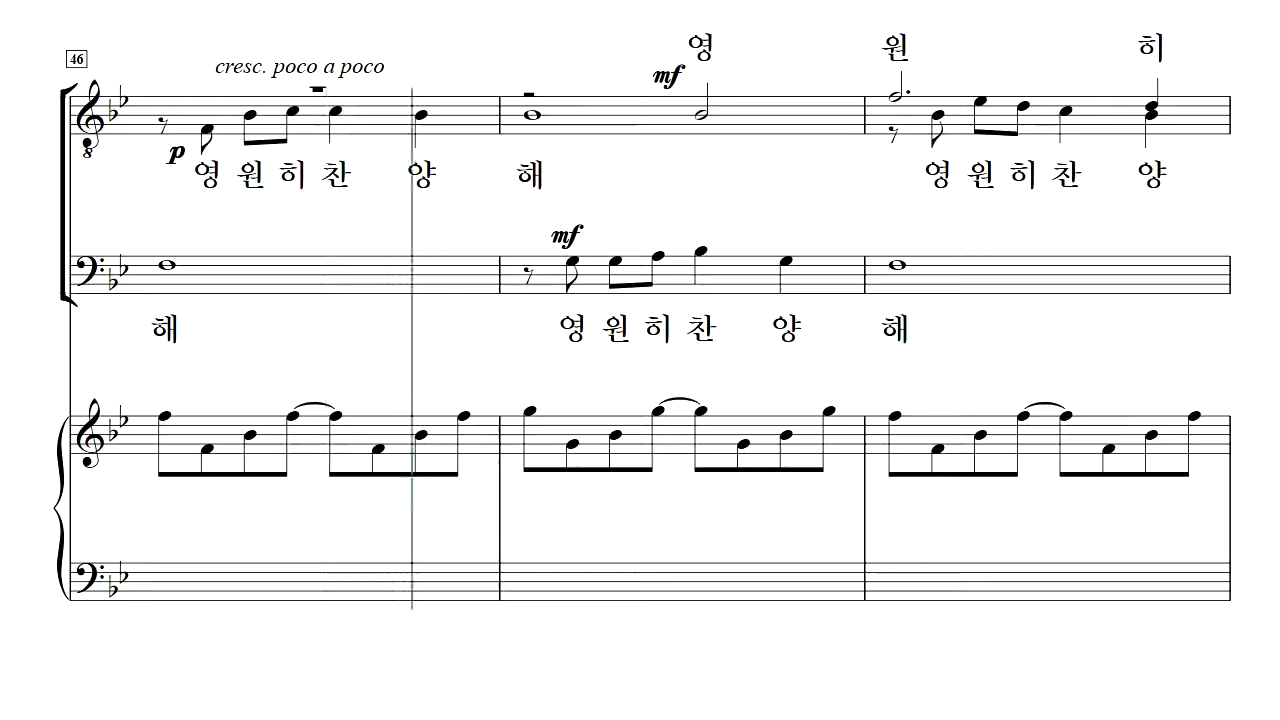 영 원 히
46
cresc. poco a poco
mf
p
영 원 히 찬 양 해 영 원 히 찬 양
mf
해 영 원 히 찬 양 해